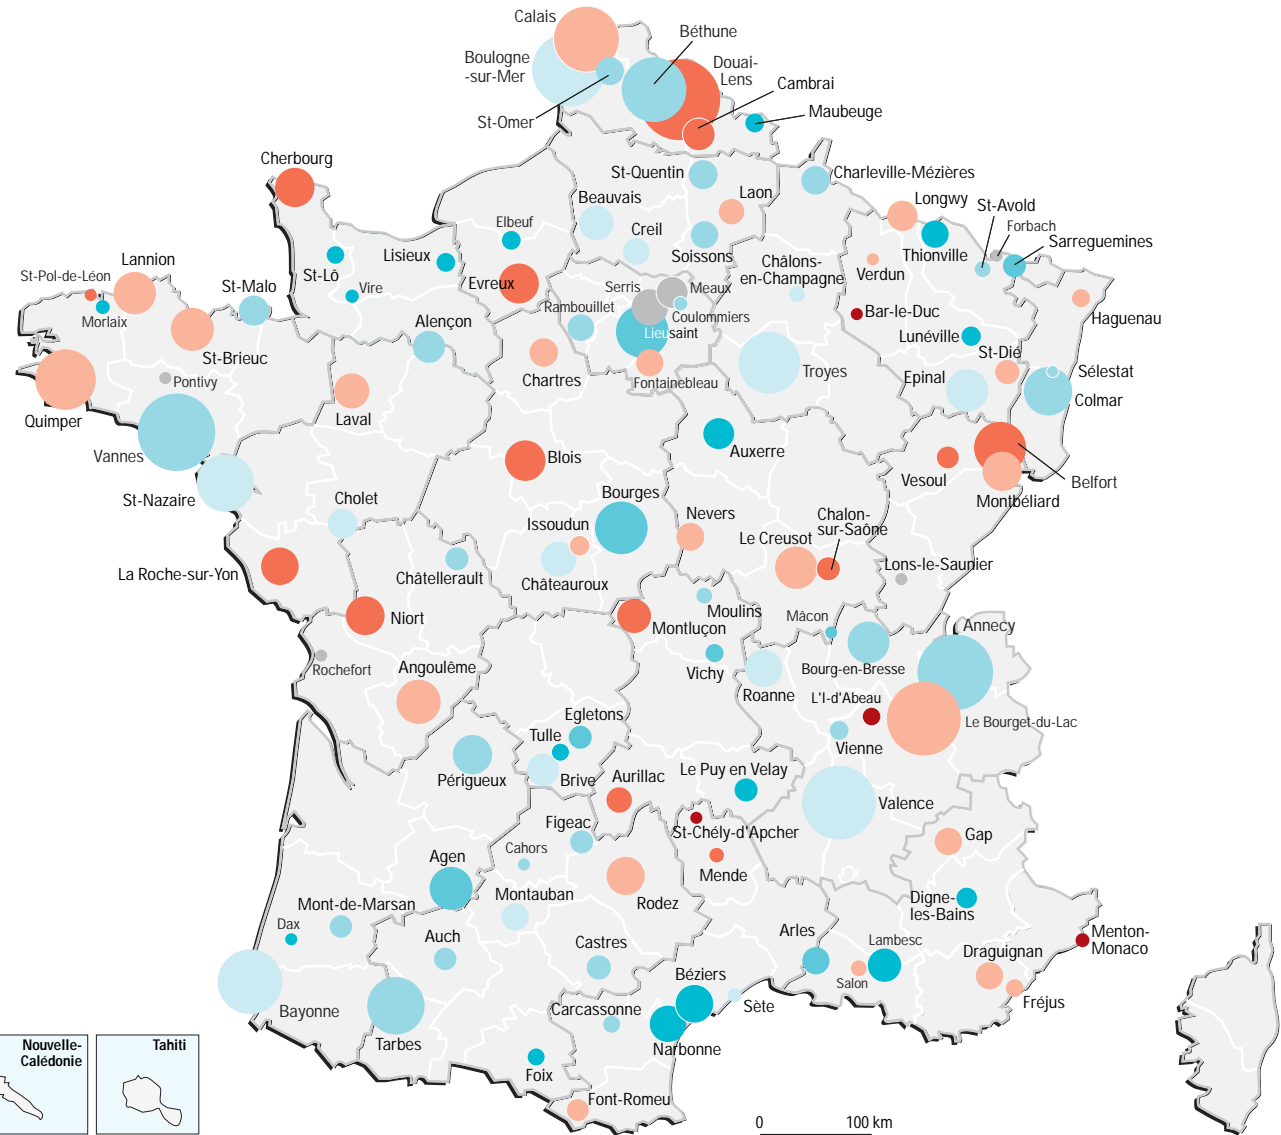 Calais
Béthune
Boulogne
-sur-Mer
Douai-
Lens
Cambrai
St-Omer
Maubeuge
Cherbourg
St-Quentin
Charleville-Mézières
Beauvais
Laon
Longwy
St-Avold
Elbeuf
Creil
Forbach
Soissons
Thionville
Sarreguemines
Lannion
St-Lô
Lisieux
Châlons-
en-Champagne
Verdun
St-Pol-de-Léon
St-Malo
Vire
Evreux
Serris
Meaux
Rambouillet
Coulommiers
Bar-le-Duc
Haguenau
Morlaix
Alençon
Lieusaint
Lunéville
St-Brieuc
St-Dié
Pontivy
Chartres
Fontainebleau
Troyes
Epinal
Sélestat
Quimper
Laval
Colmar
Vannes
Blois
Auxerre
Vesoul
Belfort
St-Nazaire
Cholet
Bourges
Montbéliard
Issoudun
Nevers
Chalon-
sur-Saône
Le Creusot
La Roche-sur-Yon
Châtellerault
Châteauroux
Lons-le-Saunier
Niort
Moulins
Mâcon
Montluçon
Annecy
Rochefort
Angoulême
Vichy
Bourg-en-Bresse
Roanne
L'I-d'Abeau
Egletons
Le Bourget-du-Lac
Tulle
Vienne
Périgueux
Brive
Aurillac
Le Puy en Velay
Valence
Figeac
St-Chély-d'Apcher
Gap
Cahors
Agen
Mende
Montauban
Rodez
Digne-
les-Bains
Mont-de-Marsan
Dax
Auch
Castres
Arles
Lambesc
Menton-
Monaco
Draguignan
Béziers
Salon
Fréjus
Bayonne
Carcassonne
Sète
Tarbes
Narbonne
Nouvelle-
Calédonie
Tahiti
Foix
Font-Romeu
0 100 km